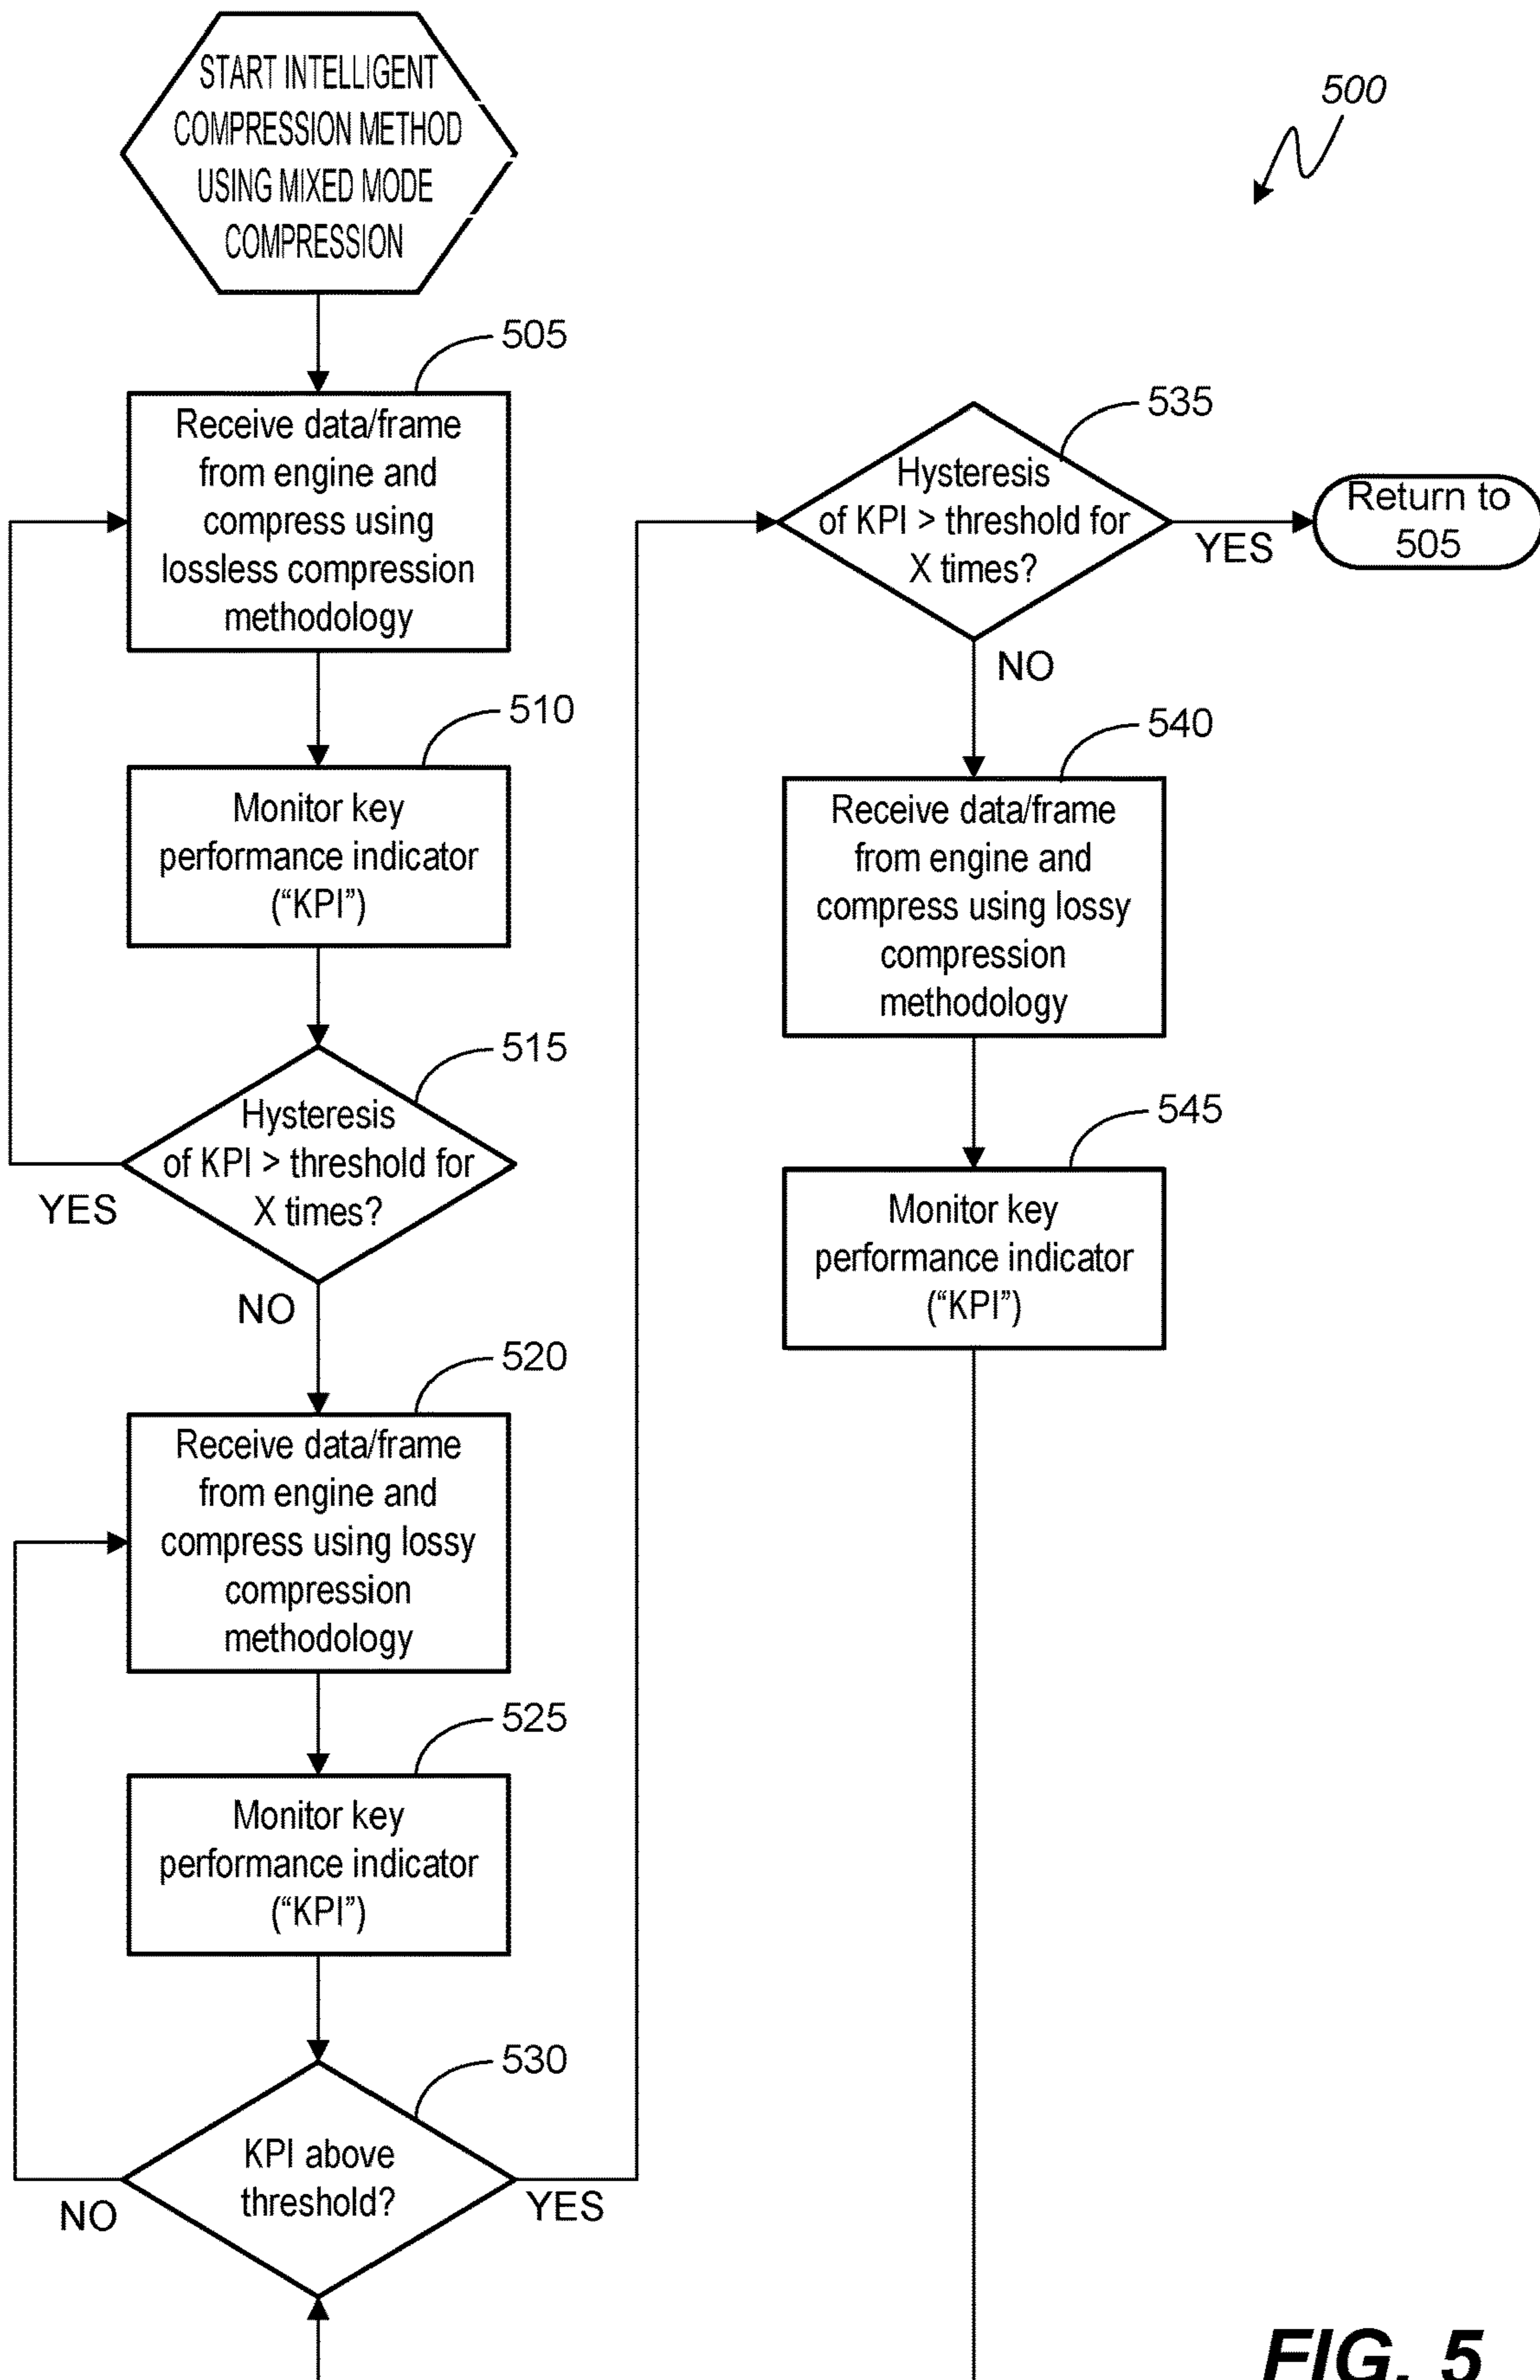 START INTELLIGENT
COMPRESSION METHOD
USING MIXED MODE
COMPRESSION
500
505
Receive data/frame
from engine and
compress using
lossless compression
methodology
510
Monitor key
performance indicator
(“KPI”)
515
Hysteresis
of KPI > threshold for
X times?
YES
NO
520
Receive data/frame
from engine and
compress using lossy
compression
methodology
525
Monitor key
performance indicator
(“KPI”)
530
KPI above
threshold?
NO
YES
535
Hysteresis
of KPI > threshold for
X times?
YES
Return to
505
NO
540
Receive data/frame
from engine and
compress using lossy
compression
methodology
545
Monitor key
performance indicator
(“KPI”)
FIG. 5